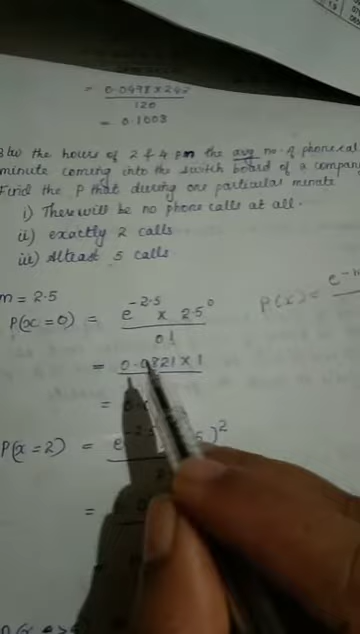 = 0.0498 x 242
120
= 0.1003
Btw the hours of 2 & 4 pm the avg no. of phone cal
minute coming into the switch board of a company
Find the P that during one particular minute
i) There will be no phone calls at all.
ii) exactly 2 calls
iii) Atleast 5 calls
m = 2.5
P(x) =
P(x=0) = e^-2.5 x 2.5^0
0!
= 0.0821 x 1
=
P(x=2) =
=